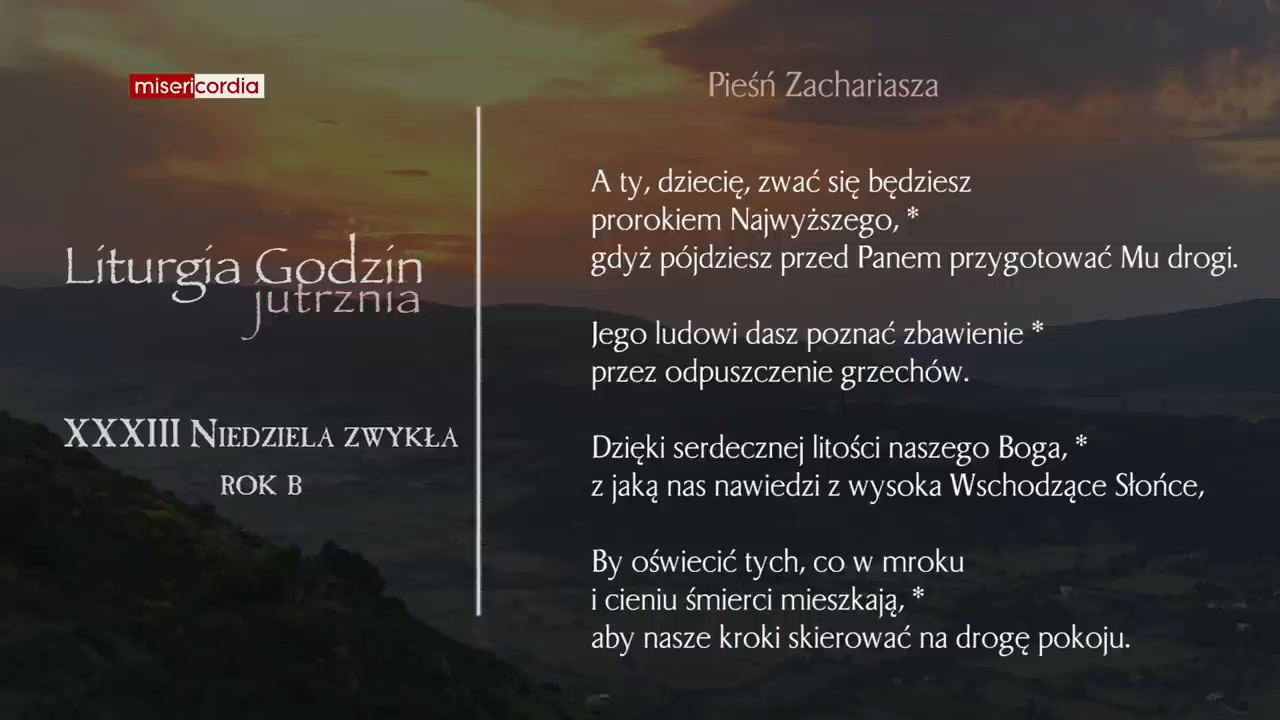 misericordia
Liturgia Godzin
jutrznia
XXXIII Niedziela zwykła
rok B
Pieśń Zachariasza
A ty, dziecię, zwać się będziesz
prorokiem Najwyższego, *
gdyż pójdziesz przed Panem przygotować Mu drogi.
Jego ludowi dasz poznać zbawienie *
przez odpuszczenie grzechów.
Dzięki serdecznej litości naszego Boga, *
z jaką nas nawiedzi z wysoka Wschodzące Słońce,
By oświecić tych, co w mroku
i cieniu śmierci mieszkają, *
aby nasze kroki skierować na drogę pokoju.